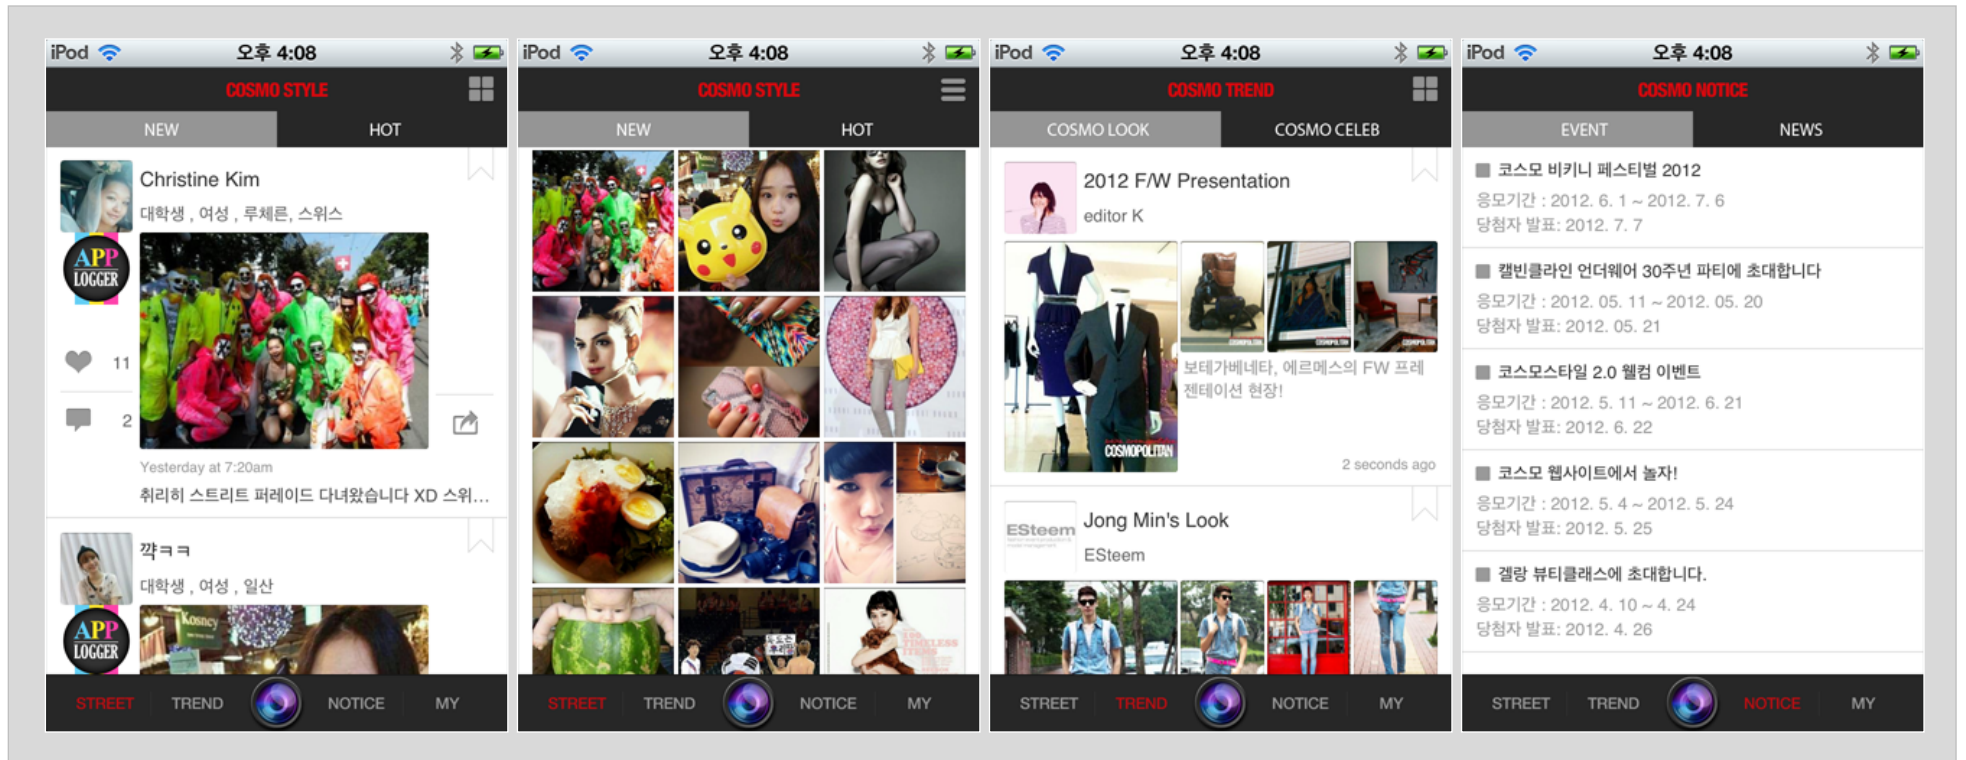 iPod 오후 4:08
COSMO STYLE
NEW HOT
Christine Kim
대학생 , 여성 , 루체른, 스위스
APP
LOGGER
11
2
Yesterday at 7:20am
취리히 스트리트 퍼레이드 다녀왔습니다 XD 스위...
꺅ㅋㅋ
대학생 , 여성 , 일산
APP
LOGGER
Kosney
STREET TREND NOTICE MY
iPod 오후 4:08
COSMO STYLE
NEW HOT
100
TIMELESS
ITEMS
STREET TREND NOTICE MY
iPod 오후 4:08
COSMO TREND
COSMO LOOK COSMO CELEB
2012 F/W Presentation
editor K
COSMOPOLITAN
COSMOPOLITAN
COSMOPOLITAN
COSMOPOLITAN
보테가베네타, 에르메스의 FW 프레
젠테이션 현장!
2 seconds ago
ESteem
Jong Min's Look
ESteem
STREET TREND NOTICE MY
iPod 오후 4:08
COSMO NOTICE
EVENT NEWS
코스모 비키니 페스티벌 2012
응모기간 : 2012. 6. 1 ~ 2012. 7. 6
당첨자 발표: 2012. 7. 7
캘빈클라인 언더웨어 30주년 파티에 초대합니다
응모기간 : 2012. 05. 11 ~ 2012. 05. 20
당첨자 발표: 2012. 05. 21
코스모스타일 2.0 웰컴 이벤트
응모기간 : 2012. 5. 11 ~ 2012. 6. 21
당첨자 발표: 2012. 6. 22
코스모 웹사이트에서 놀자!
응모기간 : 2012. 5. 4 ~ 2012. 5. 24
당첨자 발표: 2012. 5. 25
겔랑 뷰티클래스에 초대합니다.
응모기간 : 2012. 4. 10 ~ 4. 24
당첨자 발표: 2012. 4. 26
STREET TREND NOTICE MY